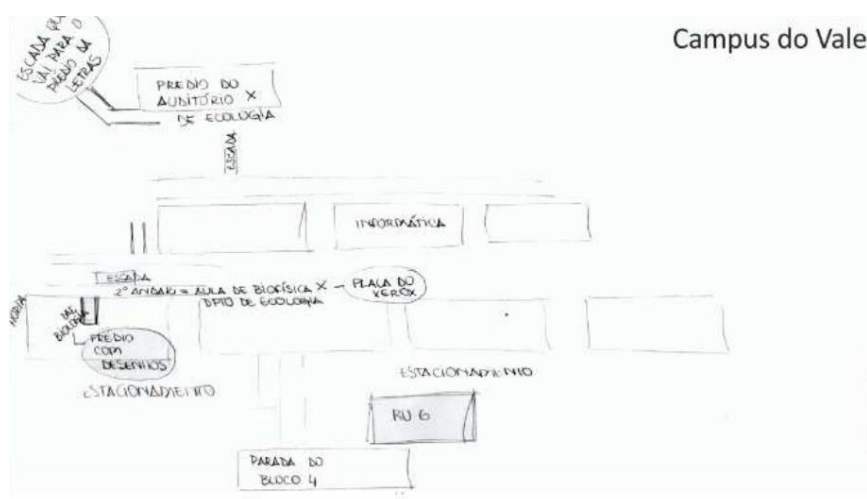 Campus do Vale
ESCADA QUE
VAI PARA O
PRÉDIO DA
LETRAS
PREDIO DO
AUDITÓRIO X
DE ECOLOGIA
ESCADA
INFORMÁTICA
ESCADA
2º ANDAR = AULA DE BIOFÍSICA X - PLACA DO
XEROX
DPTO DE ECOLOGIA
BIOLOGIA
PREDIO
COM
DESENHOS
ESTACIONAMENTO
ESTACIONAMENTO
RU 6
PARADA DO
BLOCO 4